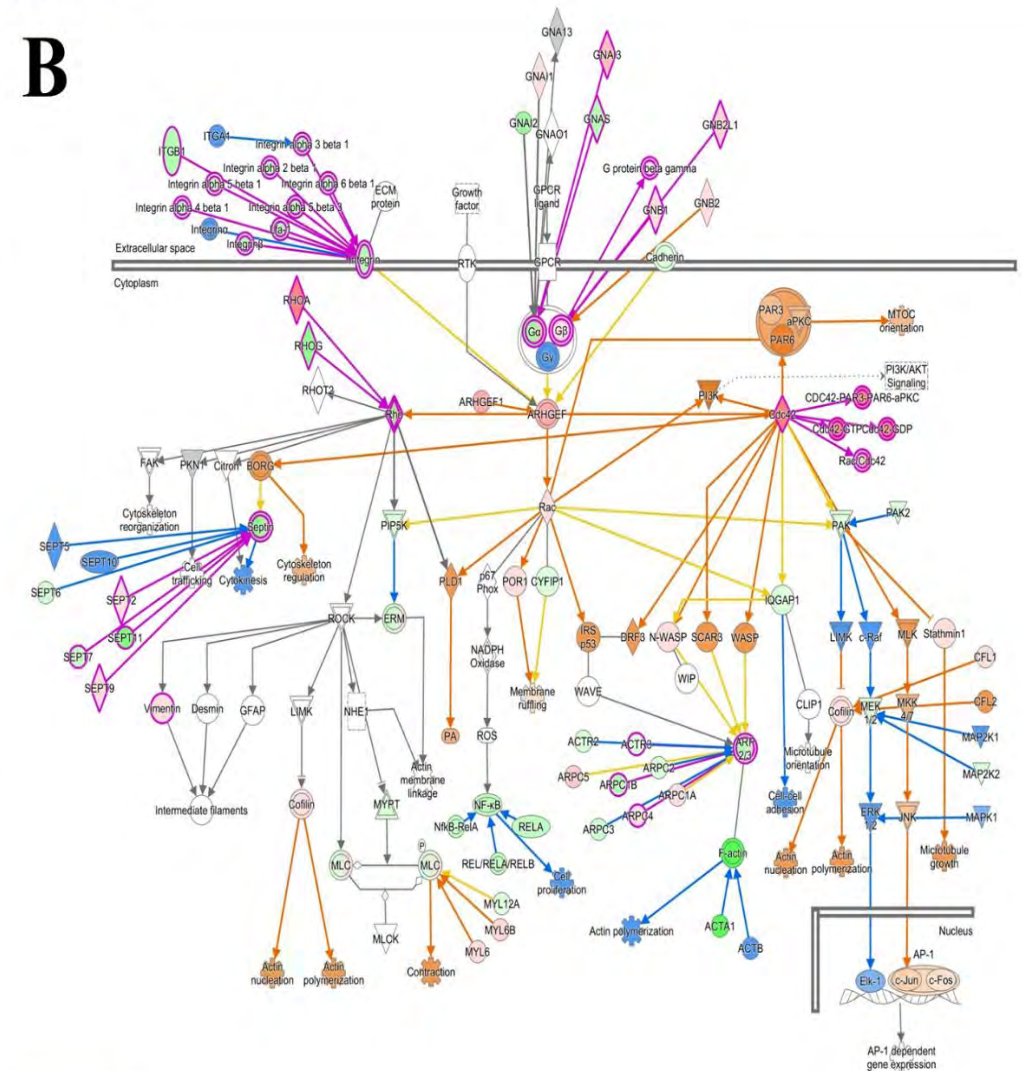 B
GNA13
GNAI3
GNAI1
GNAI2
GNAO1
GNAS
GNB2L1
ITGA1
ITGB1
Integrin alpha 3 beta 1
Integrin alpha 2 beta 1
Integrin alpha 5 beta 1
Integrin alpha 6 beta 1
Integrin alpha 4 beta 1
Integrin alpha 5 beta 3
Integrinα
Integrinβ
Lfa-1
ECM
protein
Growth
factor
GPCR
ligand
G protein beta gamma
GNB1
GNB2
Extracellular space
Cytoplasm
Integrin
RTK
GPCR
Cadherin
Gα
Gβ
Gγ
PAR3
aPKC
PAR6
MTOC
orientation
RHOA
RHOG
RHOT2
Rho
ARHGEF1
ARHGEF
PI3K
PI3K/AKT
Signaling
Cdc42
CDC42-PAR3-PAR6-aPKC
Cdc42-GTP
Cdc42-GDP
Rac/Cdc42
FAK
PKN1
Citron
BORG
Cytoskeleton
reorganization
Cell
trafficking
Cytokinesis
Cytoskeleton
regulation
Septin
SEPT5
SEPT10
SEPT6
SEPT2
SEPT11
SEPT7
SEPT9
PIP5K
ERM
PLD1
PA
Rac
p67
Phox
NADPH
Oxidase
ROS
POR1
CYFIP1
Membrane
ruffling
IRS
p53
WAVE
DRF3
N-WASP
WIP
SCAR3
WASP
IQGAP1
CLIP1
Microtubule
orientation
Cell-cell
adhesion
PAK
PAK2
LIMK
c-Raf
MLK
Stathmin1
CFL1
CFL2
Cofilin
MEK
1/2
MKK
4/7
MAP2K1
MAP2K2
MAPK1
ERK
1/2
JNK
Microtubule
growth
Actin
nucleation
Actin
polymerization
ROCK
Vimentin
Desmin
GFAP
LIMK
NHE1
Actin
membrane
linkage
Intermediate filaments
Cofilin
MYPT
MLC
P
MLC
MLCK
MYL12A
MYL6B
MYL6
Actin
nucleation
Actin
polymerization
Contraction
NF-κB
NfkB-RelA
RELA
REL/RELA/RELB
Cell
proliferation
ACTR2
ACTR3
ARPC2
ARPC5
ARPC1B
ARPC1A
ARPC3
ARPC4
ARP
2/3
F-actin
Actin polymerization
ACTA1
ACTB
Nucleus
AP-1
Elk-1
c-Jun
c-Fos
AP-1 dependent
gene expression